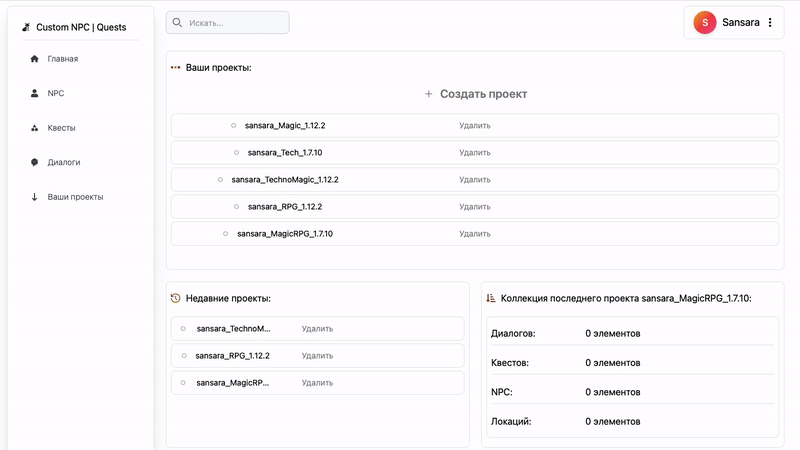 Custom NPC | Quests
Главная
NPC
Квесты
Диалоги
Ваши проекты
Искать...
S Sansara
Ваши проекты:
+ Создать проект
sansara_Magic_1.12.2 Удалить
sansara_Tech_1.7.10 Удалить
sansara_TechnoMagic_1.12.2 Удалить
sansara_RPG_1.12.2 Удалить
sansara_MagicRPG_1.7.10 Удалить
Недавние проекты:
sansara_TechnoM... Удалить
sansara_RPG_1.12.2 Удалить
sansara_MagicRP... Удалить
Коллекция последнего проекта sansara_MagicRPG_1.7.10:
Диалогов: 0 элементов
Квестов: 0 элементов
NPC: 0 элементов
Локаций: 0 элементов